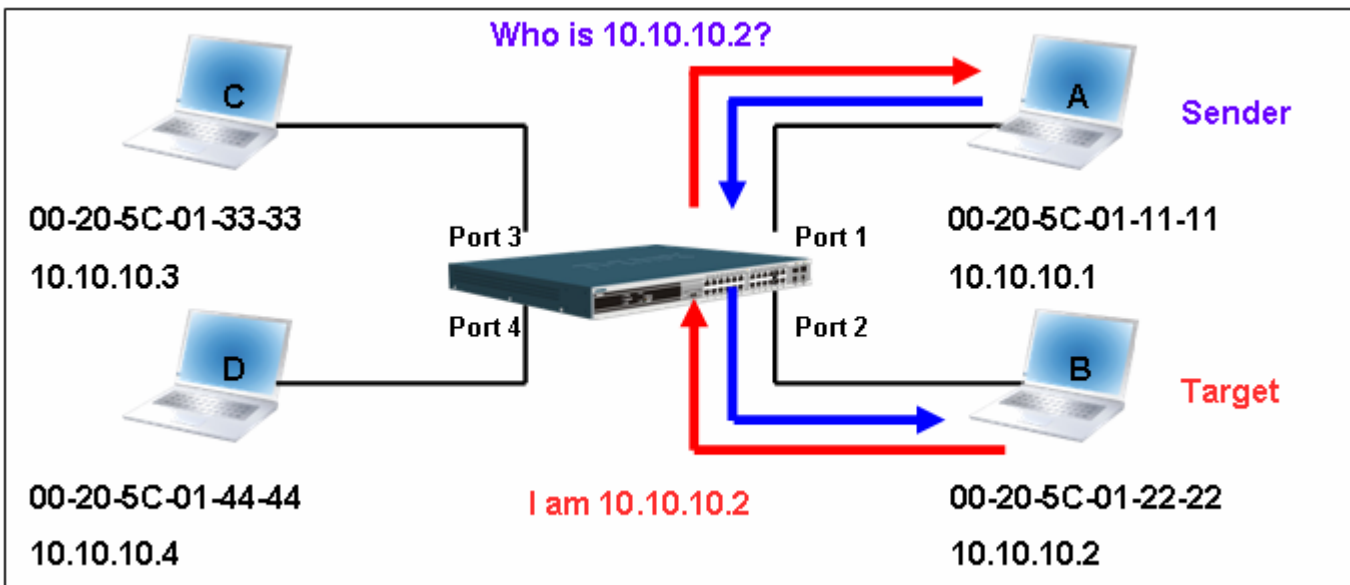 Who is 10.10.10.2?
C
A
Sender
00-20-5C-01-33-33
10.10.10.3
Port 3
Port 1
00-20-5C-01-11-11
10.10.10.1
Port 4
Port 2
D
B
Target
00-20-5C-01-44-44
10.10.10.4
I am 10.10.10.2
00-20-5C-01-22-22
10.10.10.2